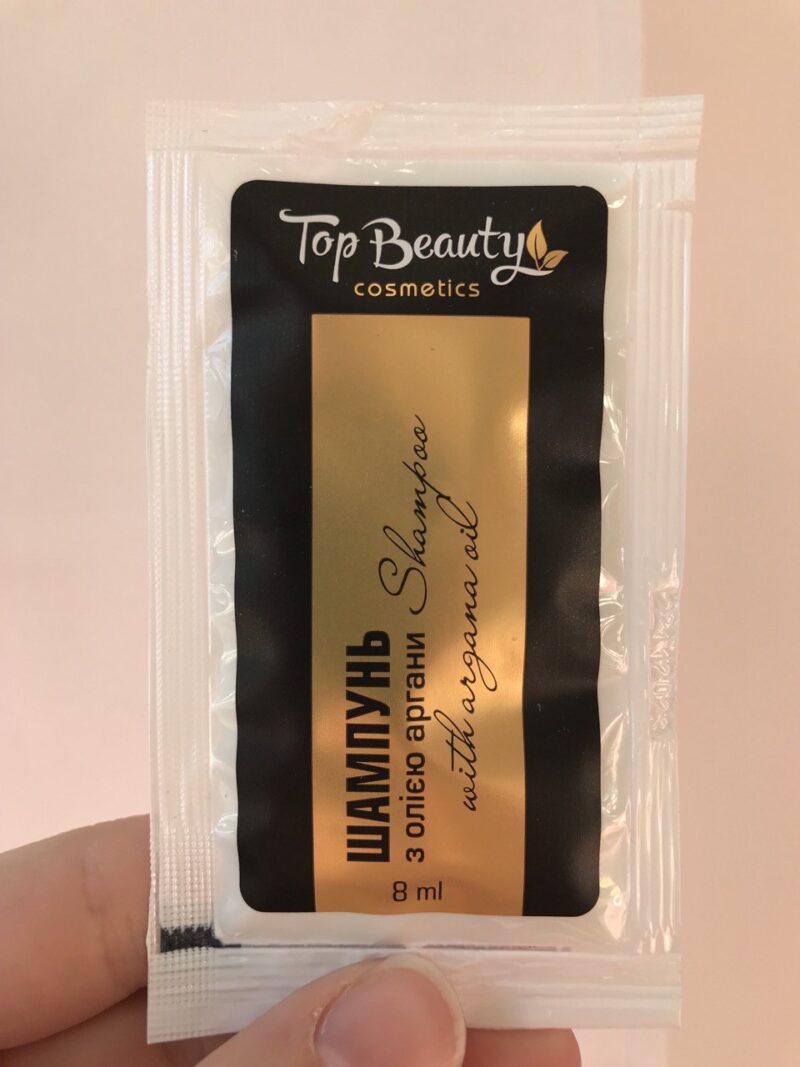 Top Beauty
cosmetics
ШАМПУНЬ
з олією аргани Shampoo
with argana oil
8 ml